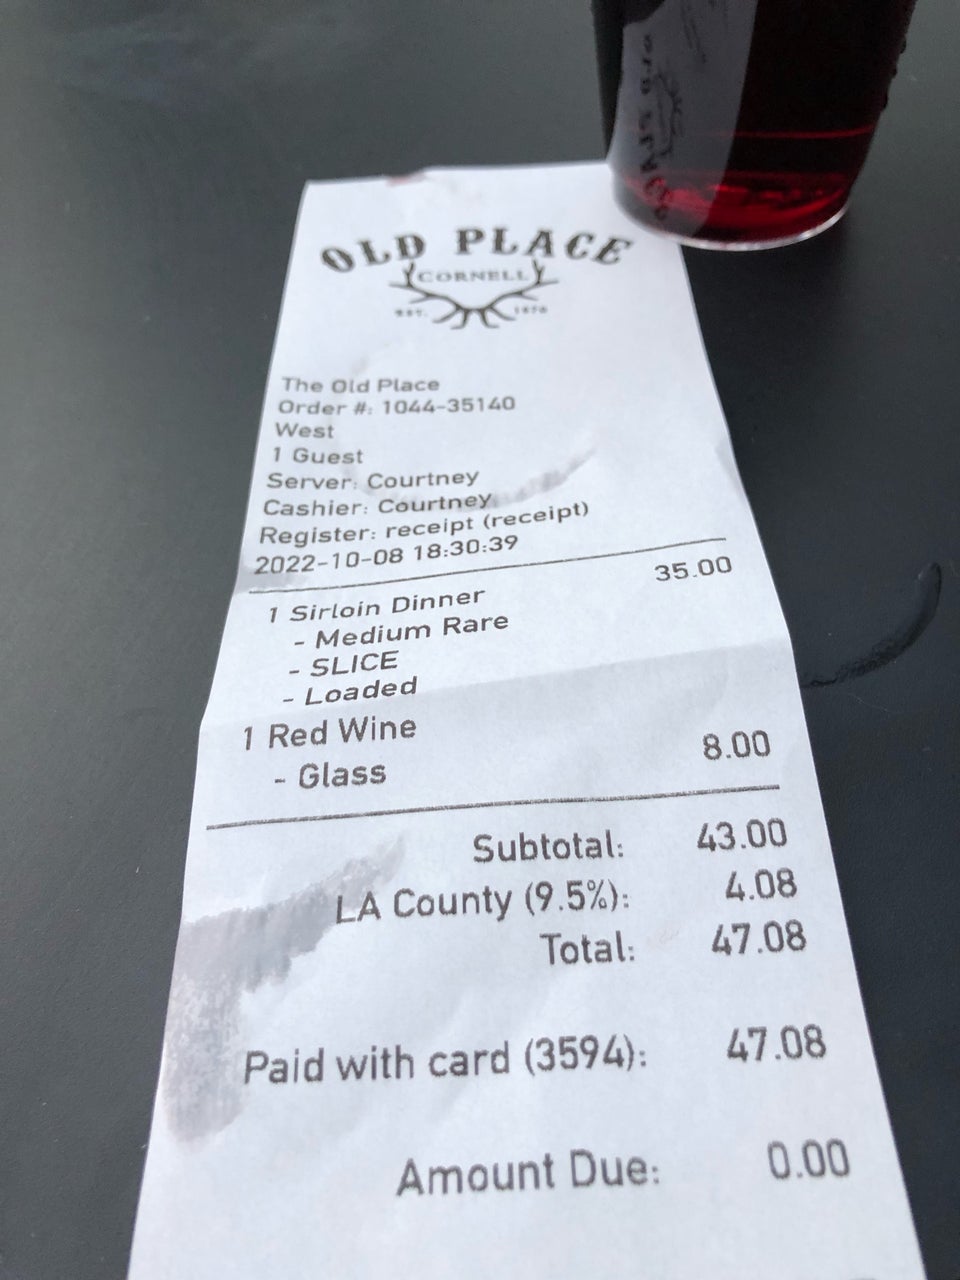 OLD PLACE
CORNELL
EST. 1870
The Old Place
Order #: 1044-35140
West
1 Guest
Server: Courtney
Cashier: Courtney
Register: receipt (receipt)
2022-10-08 18:30:39
1 Sirloin Dinner 35.00
- Medium Rare
- SLICE
- Loaded
1 Red Wine 8.00
- Glass
Subtotal: 43.00
LA County (9.5%): 4.08
Total: 47.08
Paid with card (3594): 47.08
Amount Due: 0.00